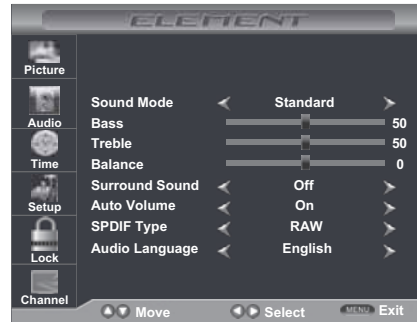 ELEMENT
Picture
Audio
Time
Setup
Lock
Channel
Sound Mode Standard
Bass 50
Treble 50
Balance 0
Surround Sound Off
Auto Volume On
SPDIF Type RAW
Audio Language English
Move Select MENU Exit